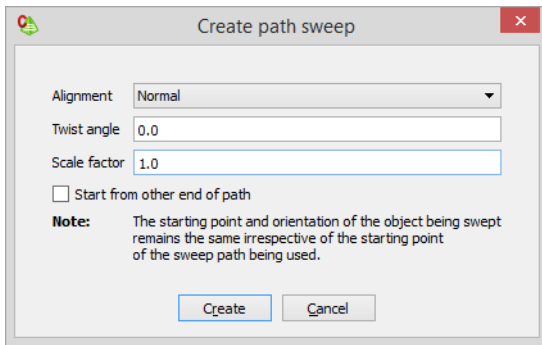 Create path sweep
Alignment Normal
Twist angle 0.0
Scale factor 1.0
Start from other end of path
Note: The starting point and orientation of the object being swept
remains the same irrespective of the starting point
of the sweep path being used.
Create Cancel